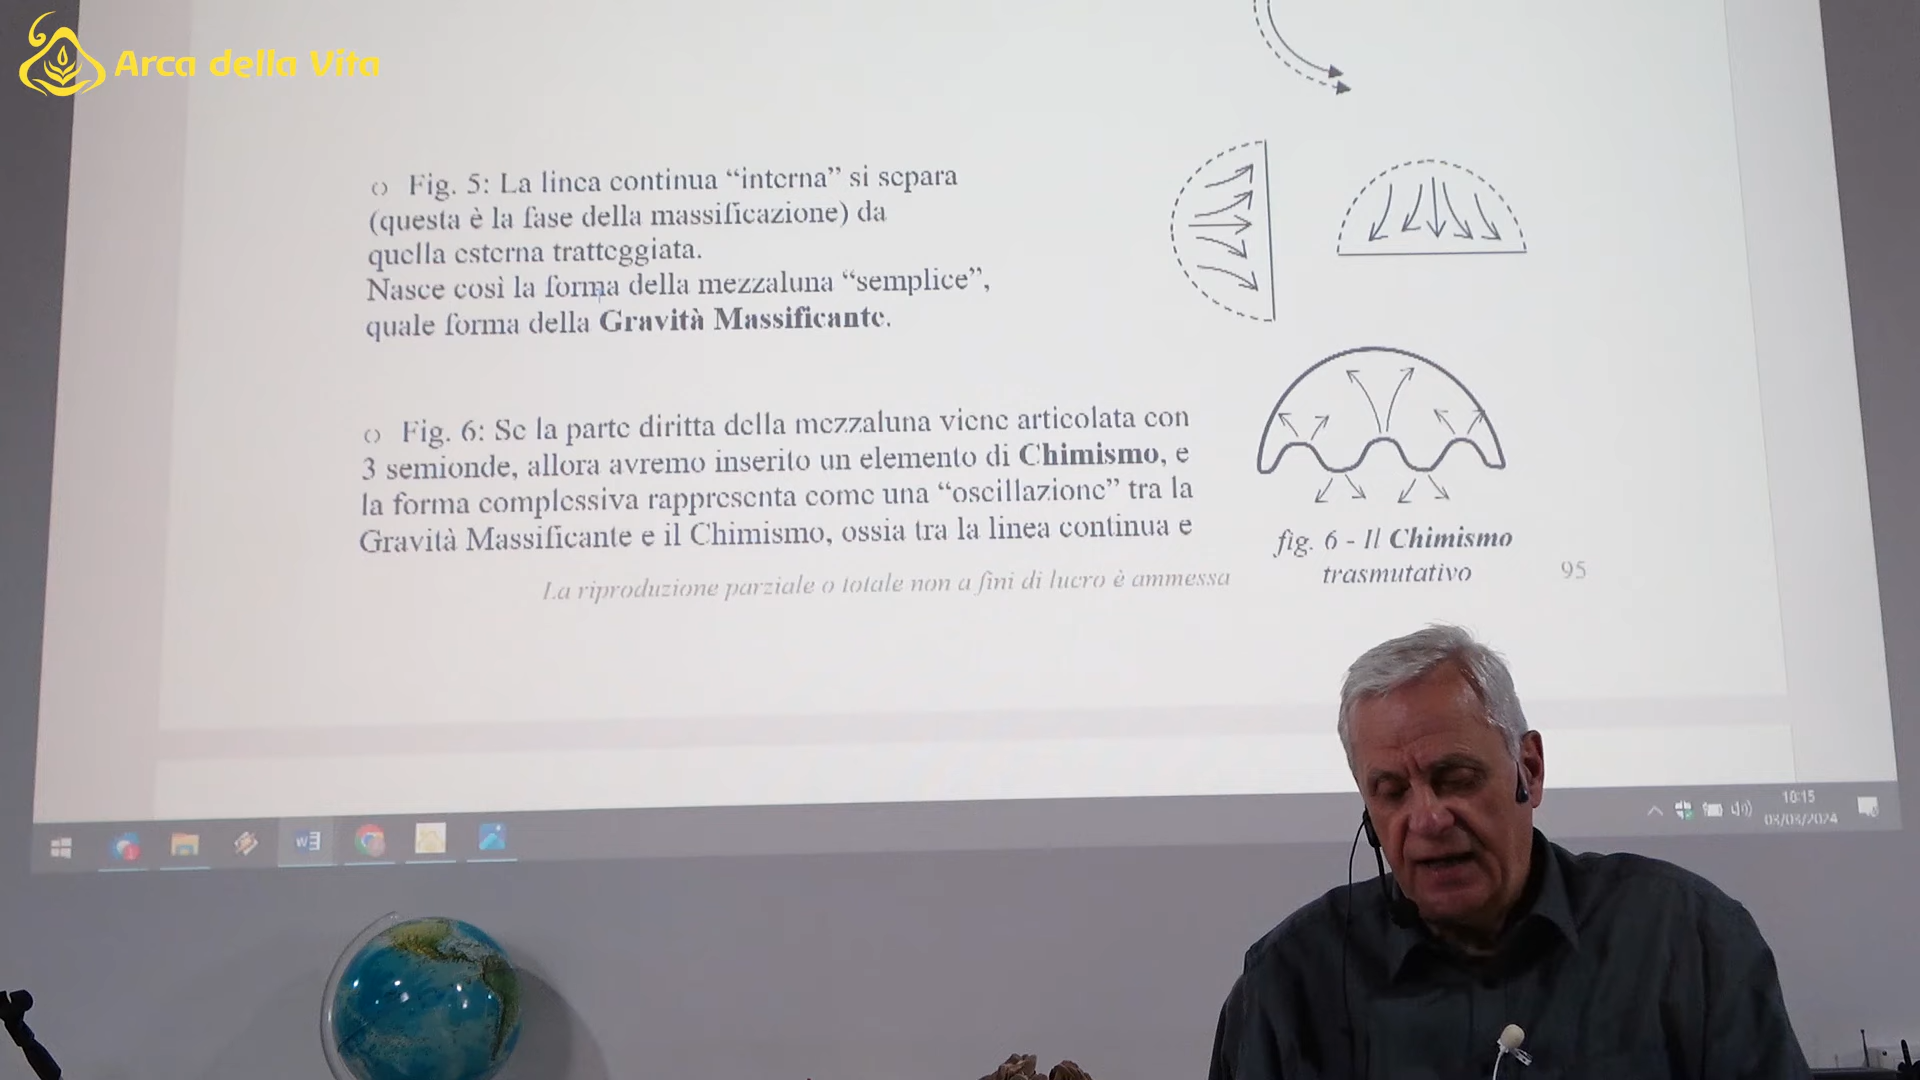 Arca della Vita
Fig. 5: La linea continua “interna” si separa
(questa è la fase della massificazione) da
quella esterna tratteggiata.
Nasce così la forma della mezzaluna “semplice”,
quale forma della Gravità Massificante.
Fig. 6: Se la parte diritta della mezzaluna viene articolata con
3 semionde, allora avremo inserito un elemento di Chimismo, e
la forma complessiva rappresenta come una “oscillazione” tra la
Gravità Massificante e il Chimismo, ossia tra la linea continua e
fig. 6 - Il Chimismo
trasmutativo
La riproduzione parziale o totale non a fini di lucro è ammessa
95
03/03/2024